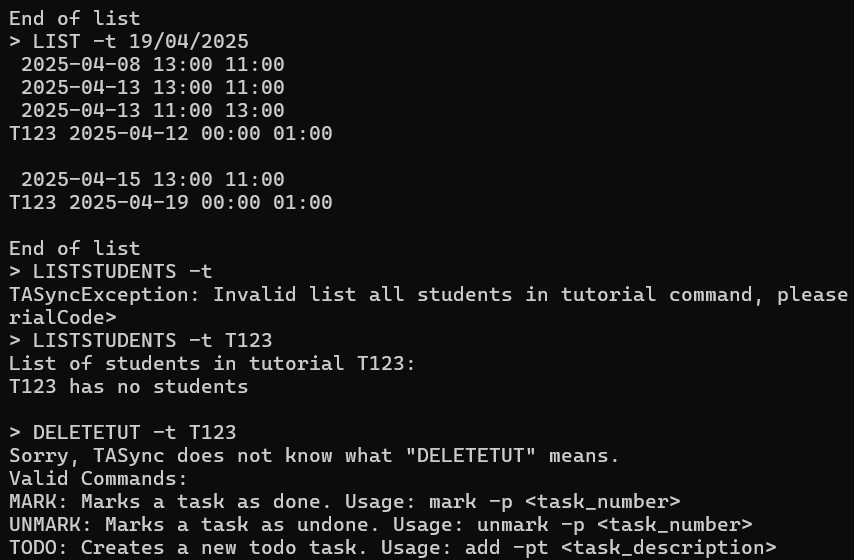 End of list
> LIST -t 19/04/2025
2025-04-08 13:00 11:00
2025-04-13 13:00 11:00
2025-04-13 11:00 13:00
T123 2025-04-12 00:00 01:00
2025-04-15 13:00 11:00
T123 2025-04-19 00:00 01:00
End of list
> LISTSTUDENTS -t
TASyncException: Invalid list all students in tutorial command, please
rialCode>
> LISTSTUDENTS -t T123
List of students in tutorial T123:
T123 has no students
> DELETETUT -t T123
Sorry, TASync does not know what "DELETETUT" means.
Valid Commands:
MARK: Marks a task as done. Usage: mark -p <task_number>
UNMARK: Marks a task as undone. Usage: unmark -p <task_number>
TODO: Creates a new todo task. Usage: add -pt <task_description>